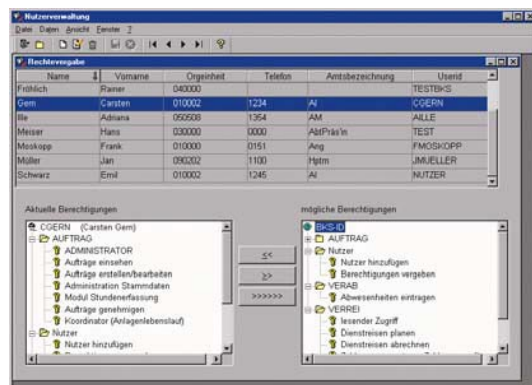 Nutzerverwaltung
Datei Daten Ansicht Fenster ?
Rechtevergabe
Name Vorname Orgeinheit Telefon Amtsbezeichnung Userid
Fröhlich Rainer 040000 TESTBKS
Gern Carsten 010002 1234 AI CGERN
Ille Adriana 050508 1354 AM AILLE
Meiser Hans 030000 0000 AbtPräs'in TEST
Moskopp Frank 010000 0151 Ang FMOSKOPP
Müller Jan 090202 1100 Hptm JMUELLER
Schwarz Emil 010002 1245 AI NUTZER
Aktuelle Berechtigungen
CGERN (Carsten Gern)
AUFTRAG
ADMINISTRATOR
Aufträge einsehen
Aufträge erstellen/bearbeiten
Administration Stammdaten
Modul Stundenerfassung
Aufträge genehmigen
Koordinator (Anlagenlebenslauf)
Nutzer
Nutzer hinzufügen
<<
>>
>>>>>>
mögliche Berechtigungen
BKS-ID
AUFTRAG
Nutzer
Nutzer hinzufügen
Berechtigungen vergeben
VERAB
Abwesenheiten eintragen
VERREI
lesender Zugriff
Dienstreisen planen
Dienstreisen abrechnen